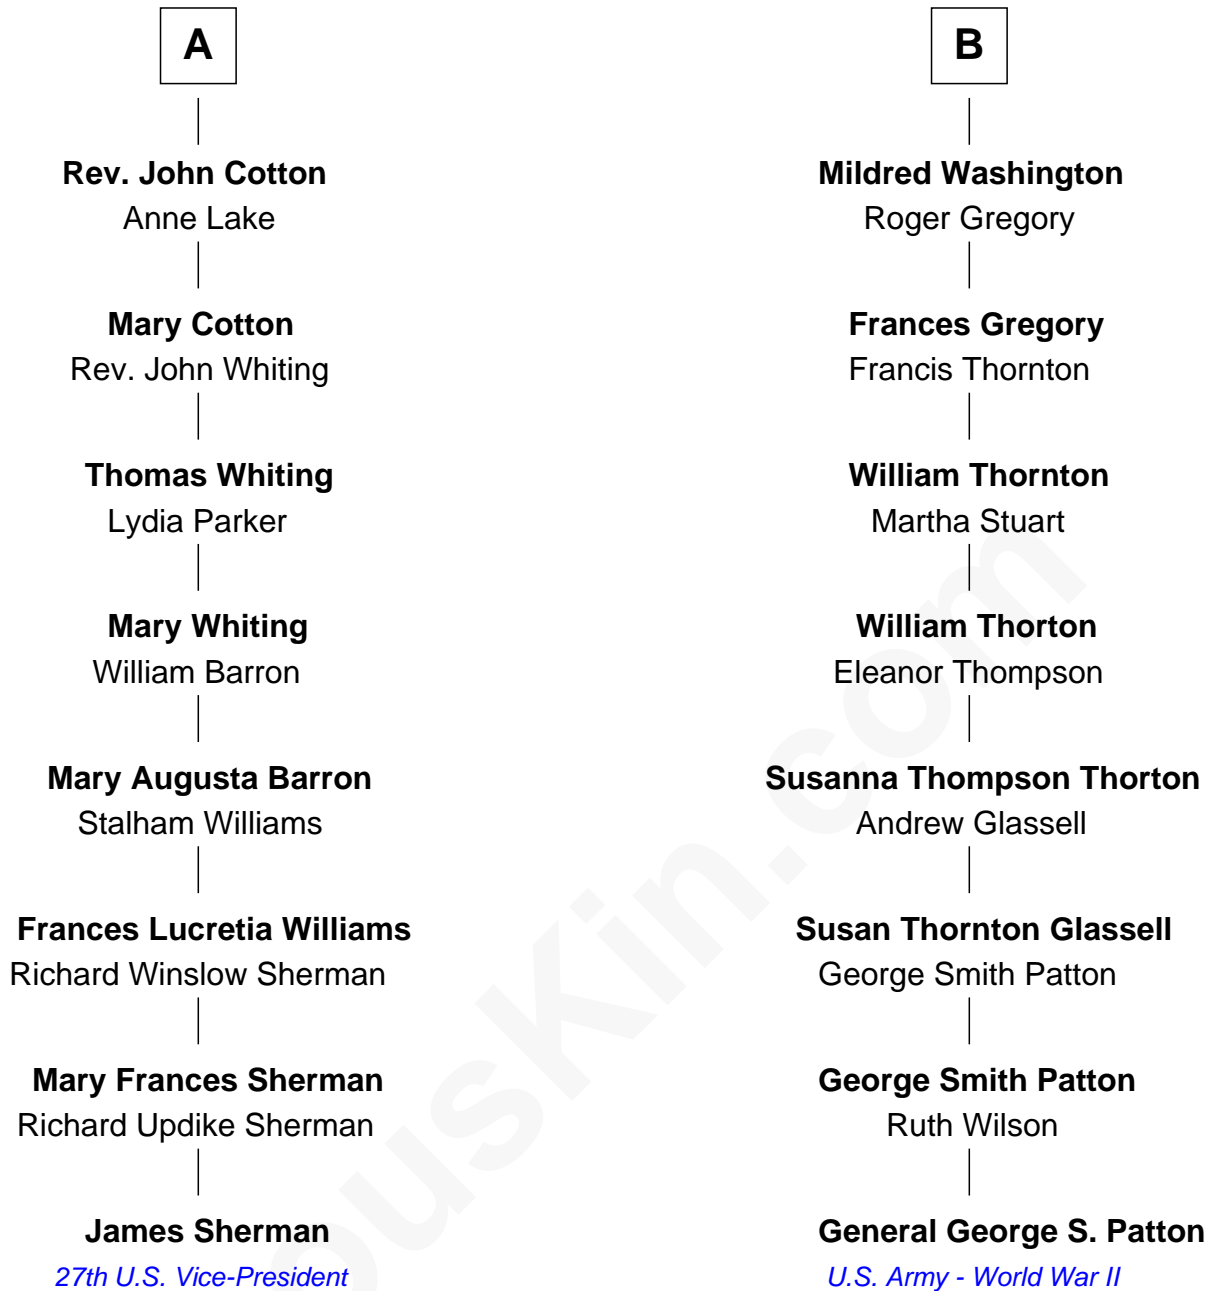 A
Rev. John Cotton
Anne Lake
Mary Cotton
Rev. John Whiting
Thomas Whiting
Lydia Parker
Mary Whiting
William Barron
Mary Augusta Barron
Stalham Williams
Frances Lucretia Williams
Richard Winslow Sherman
Mary Frances Sherman
Richard Updike Sherman
James Sherman
27th U.S. Vice-President
B
Mildred Washington
Roger Gregory
Frances Gregory
Francis Thornton
William Thornton
Martha Stuart
William Thorton
Eleanor Thompson
Susanna Thompson Thorton
Andrew Glassell
Susan Thornton Glassell
George Smith Patton
George Smith Patton
Ruth Wilson
General George S. Patton
U.S. Army - World War II
ousKin.com